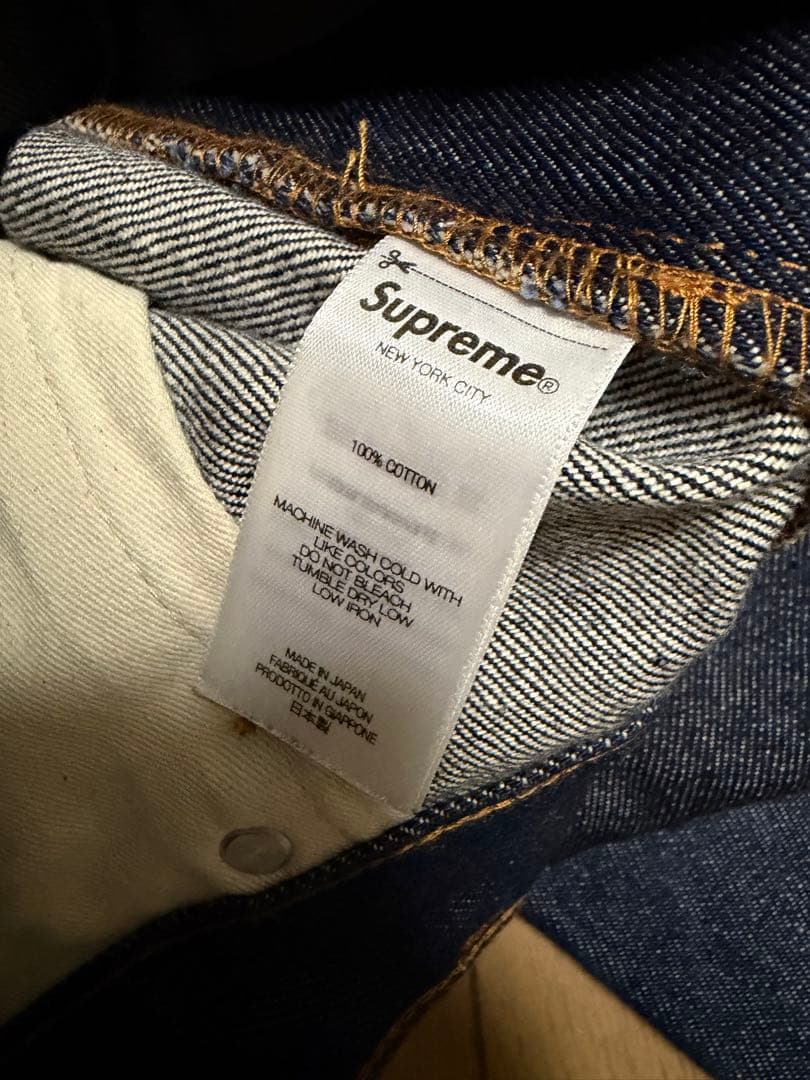 Supreme®
NEW YORK CITY
100% COTTON
MACHINE WASH COLD WITH
LIKE COLORS
DO NOT BLEACH
TUMBLE DRY LOW
LOW IRON
MADE IN JAPAN
FABRIQUÉ AU JAPON
PRODOTTO IN GIAPPONE
日本製